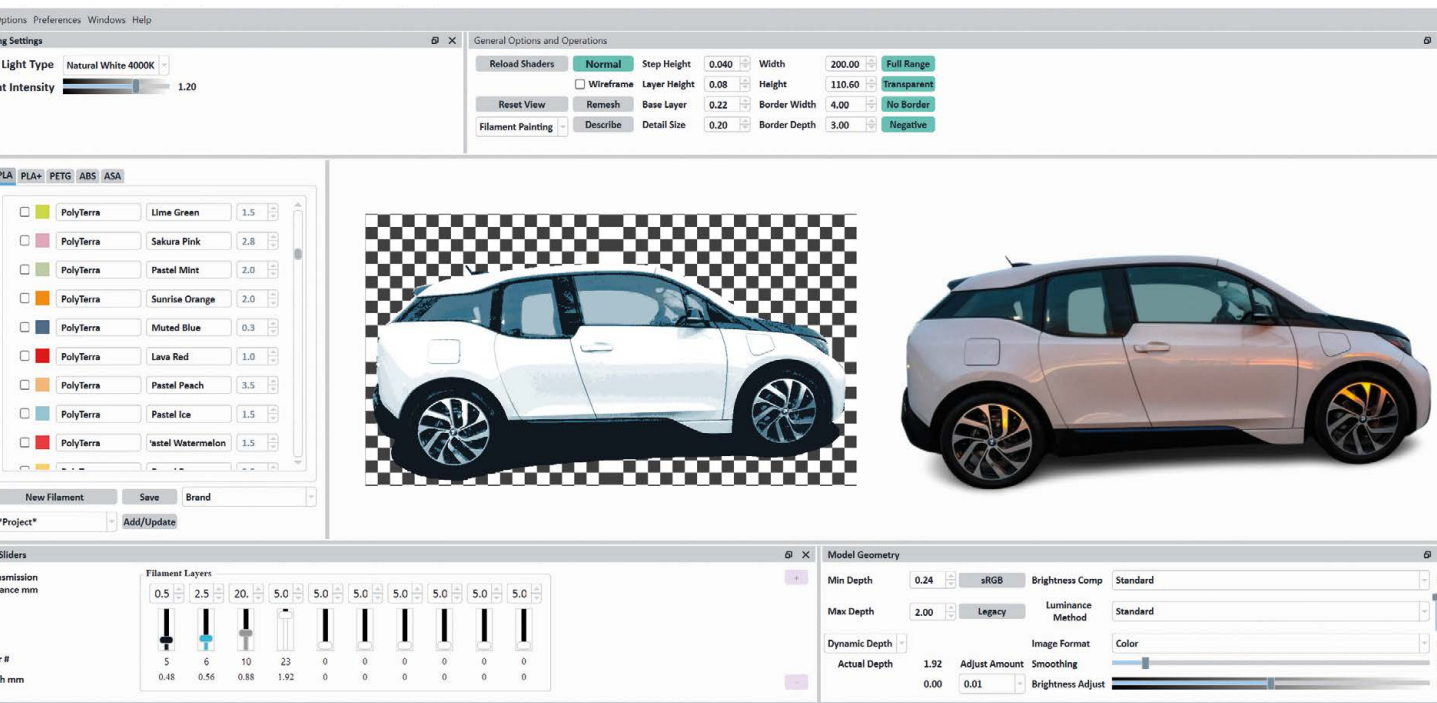 Options Preferences Windows Help
ng Settings
General Options and Operations
Light Type Natural White 4000K
nt Intensity 1.20
Reload Shaders Normal Step Height 0.040 Width 200.00 Full Range
Wireframe Layer Height 0.08 Height 110.60 Transparent
Reset View Remesh Base Layer 0.22 Border Width 4.00 No Border
Filament Painting Describe Detail Size 0.20 Border Depth 3.00 Negative
PLA PLA+ PETG ABS ASA
PolyTerra Lime Green 1.5
PolyTerra Sakura Pink 2.8
PolyTerra Pastel Mint 2.0
PolyTerra Sunrise Orange 2.0
PolyTerra Muted Blue 0.3
PolyTerra Lava Red 1.0
PolyTerra Pastel Peach 3.5
PolyTerra Pastel Ice 1.5
PolyTerra 'astel Watermelon 1.5
New Filament Save Brand
*Project* Add/Update
Sliders
nsmission
ance mm
Filament Layers
0.5 2.5 20. 5.0 5.0 5.0 5.0 5.0 5.0 5.0
r # 5 6 10 23 0 0 0 0 0 0
h mm 0.48 0.56 0.88 1.92 0.0 0.0 0.0 0.0 0.0 0.0
+
-
Model Geometry
Min Depth 0.24 sRGB Brightness Comp Standard
Max Depth 2.00 Legacy Luminance Method Standard
Dynamic Depth Image Format Color
Actual Depth 1.92 Adjust Amount Smoothing
0.00 0.01 Brightness Adjust